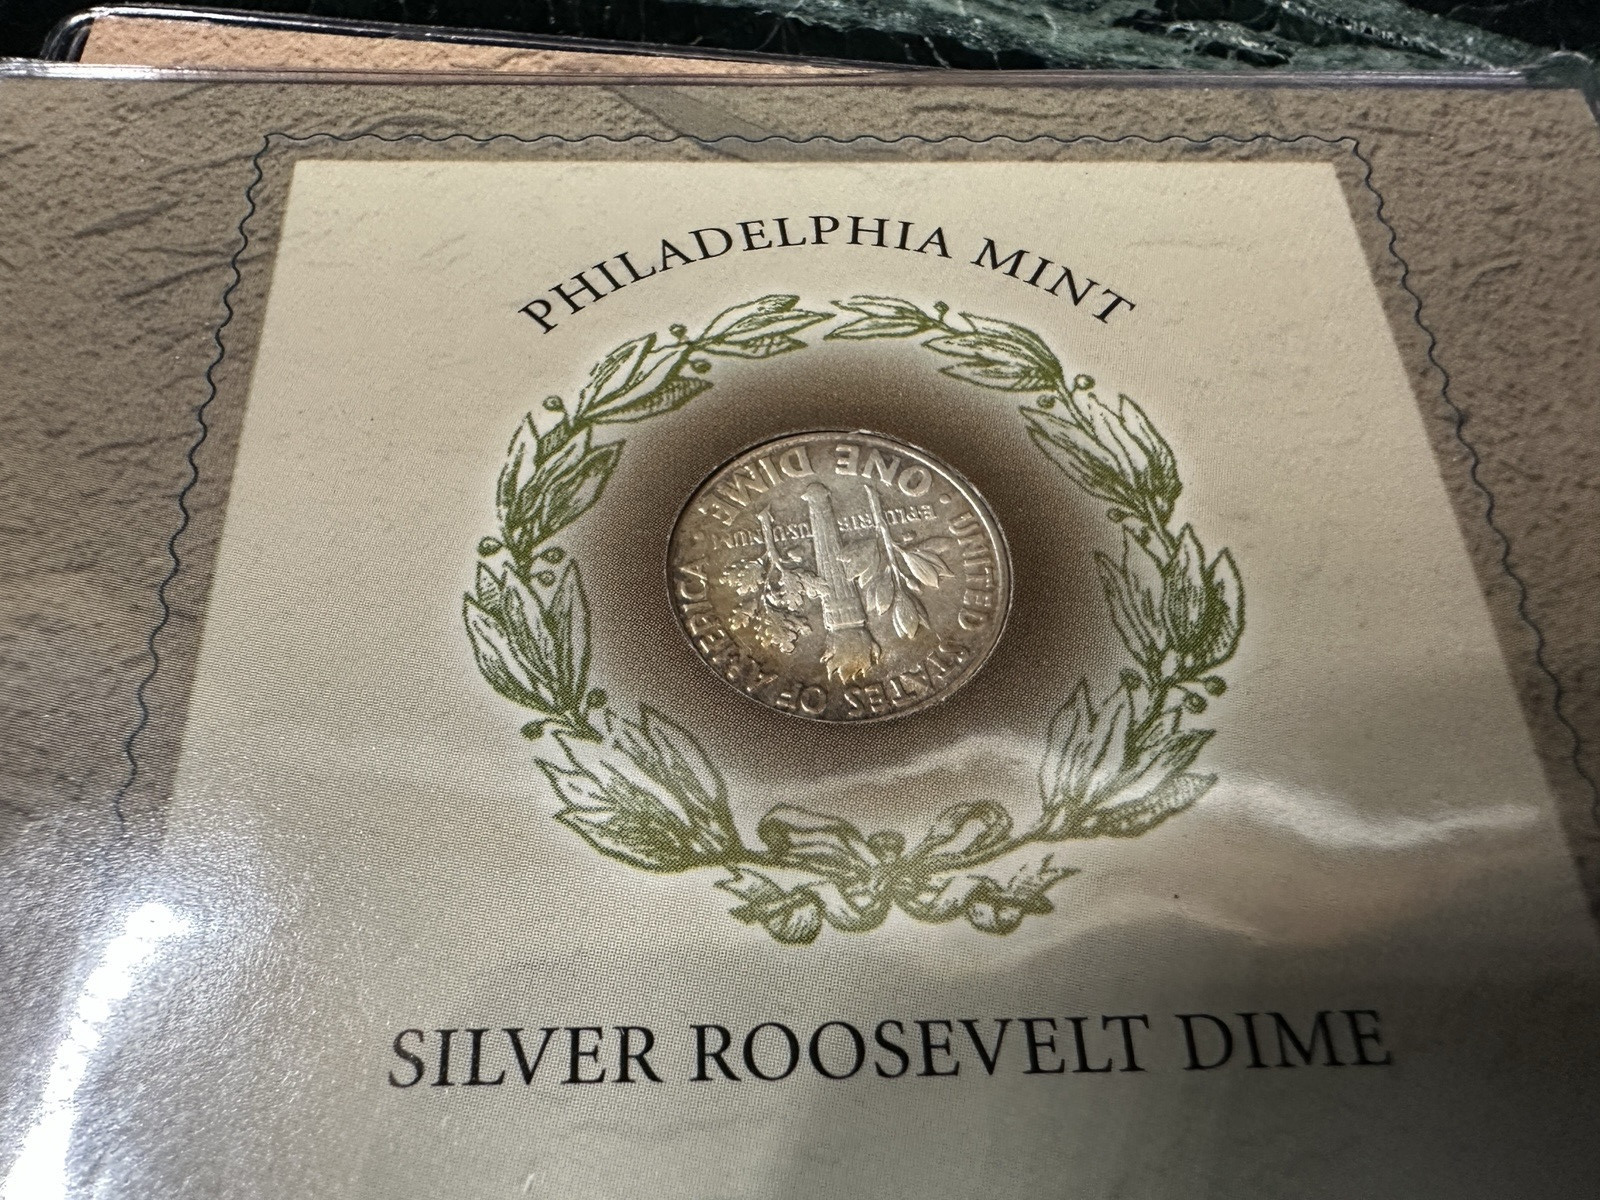 PHILADELPHIA MINT
UNITED STATES OF AMERICA
ONE DIME
E PLURIBUS UNUM
SILVER ROOSEVELT DIME